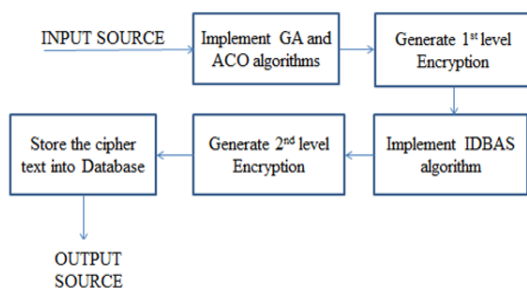 INPUT SOURCE
Implement GA and
ACO algorithms
Generate 1st level
Encryption
Implement IDBAS
algorithm
Generate 2nd level
Encryption
Store the cipher
text into Database
OUTPUT
SOURCE